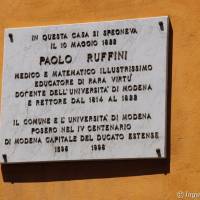 IN QUESTA CASA SI SPEGNEVA
IL 10 MAGGIO 1822
PAOLO RUFFINI
MEDICO E MATEMATICO ILLUSTRISSIMO
EDUCATORE DI RARA VIRTU'
DOCENTE DELL'UNIVERSITÀ DI MODENA
E RETTORE DAL 1814 AL 1822
IL COMUNE E L'UNIVERSITÀ DI MODENA
POSERO NEL IV CENTENARIO
DI MODENA CAPITALE DEL DUCATO ESTENSE
1598 1998